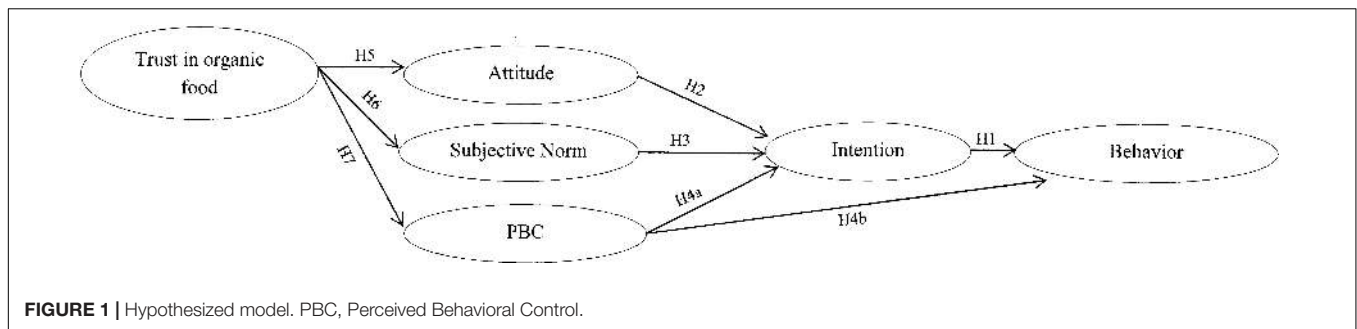 Trust in organic
food
H5
Attitude
H2
H6
Subjective Norm
H3
Intention
H1
Behavior
H7
H4a
PBC
H4b
FIGURE 1 | Hypothesized model. PBC, Perceived Behavioral Control.